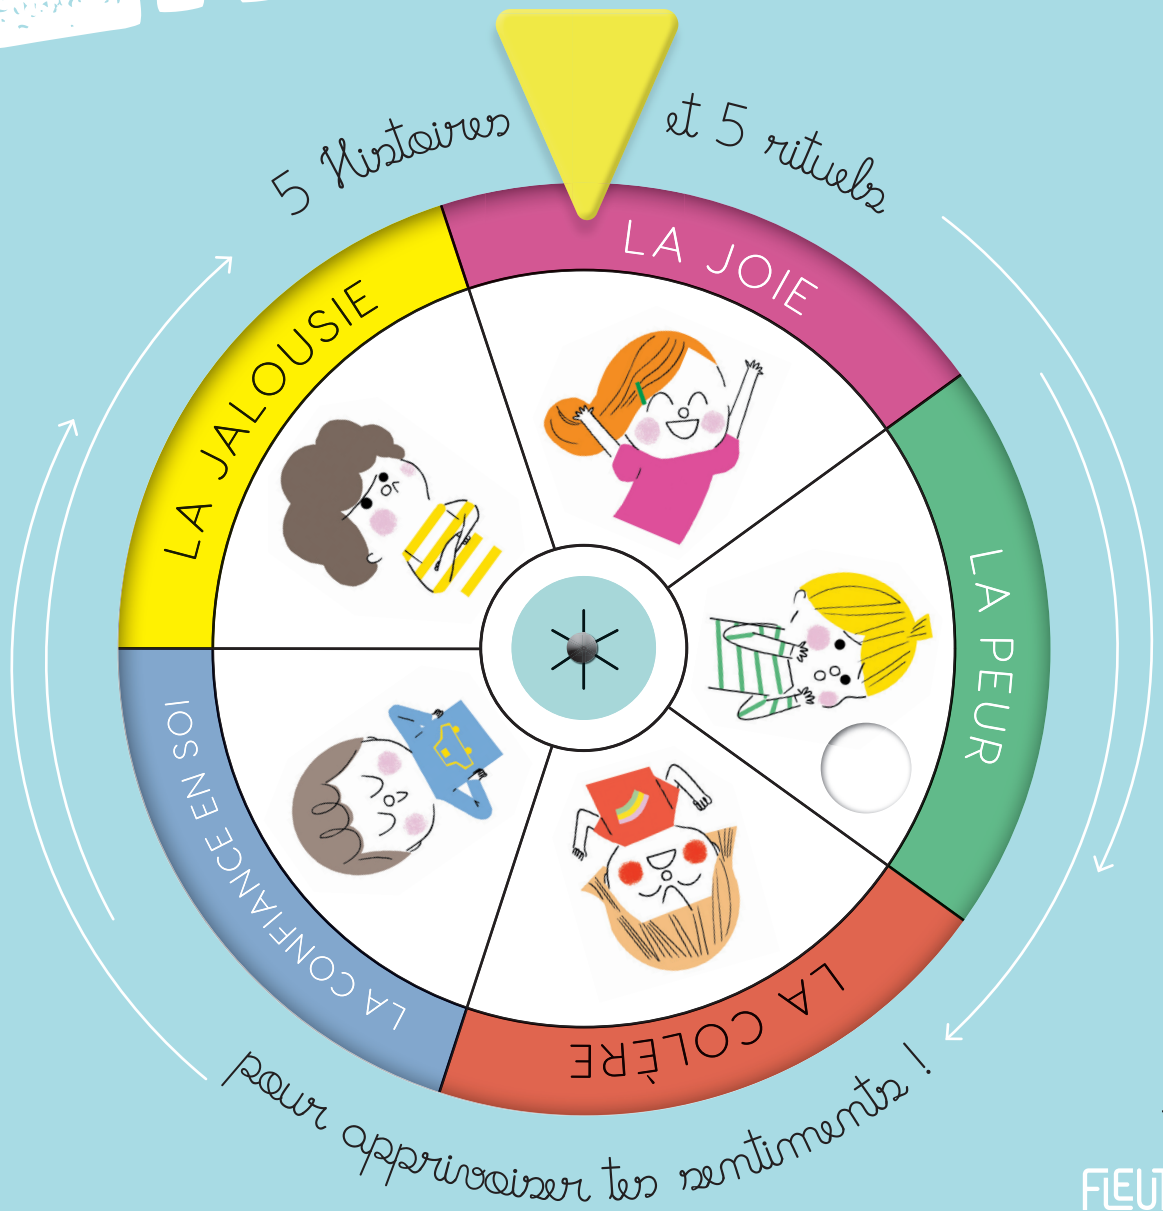 5 Histoires et 5 rituels
LA JOIE
LA PEUR
LA COLÈRE
LA CONFIANCE EN SOI
LA JALOUSIE
pour apprivoiser tes sentiments !